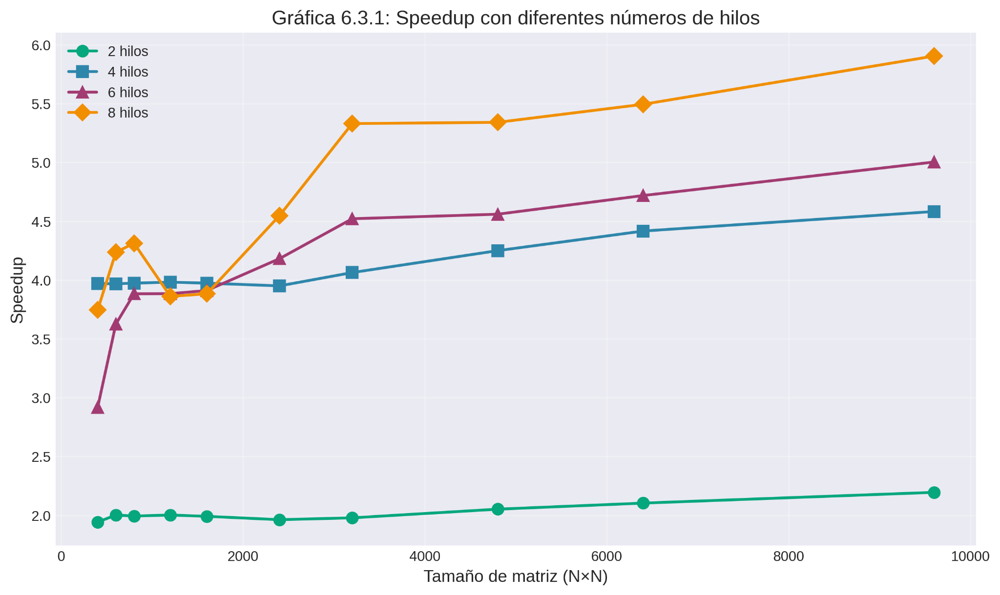 Gráfica 6.3.1: Speedup con diferentes números de hilos
2 hilos
4 hilos
6 hilos
8 hilos
Speedup
6.0
5.5
5.0
4.5
4.0
3.5
3.0
2.5
2.0
0 2000 4000 6000 8000 10000
Tamaño de matriz (N×N)